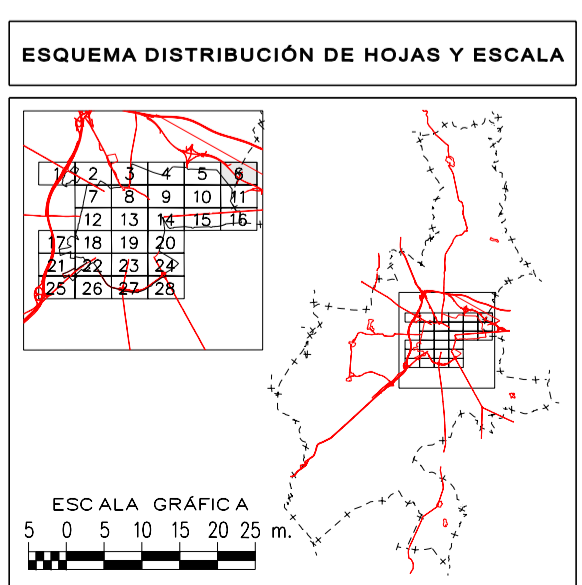 ESQUEMA DISTRIBUCIÓN DE HOJAS Y ESCALA
1 2 3 4 5 6
7 8 9 10 11
12 13 14 15 16
17 18 19 20
21 22 23 24
25 26 27 28
ESCALA GRÁFICA
5 0 5 10 15 20 25 m.